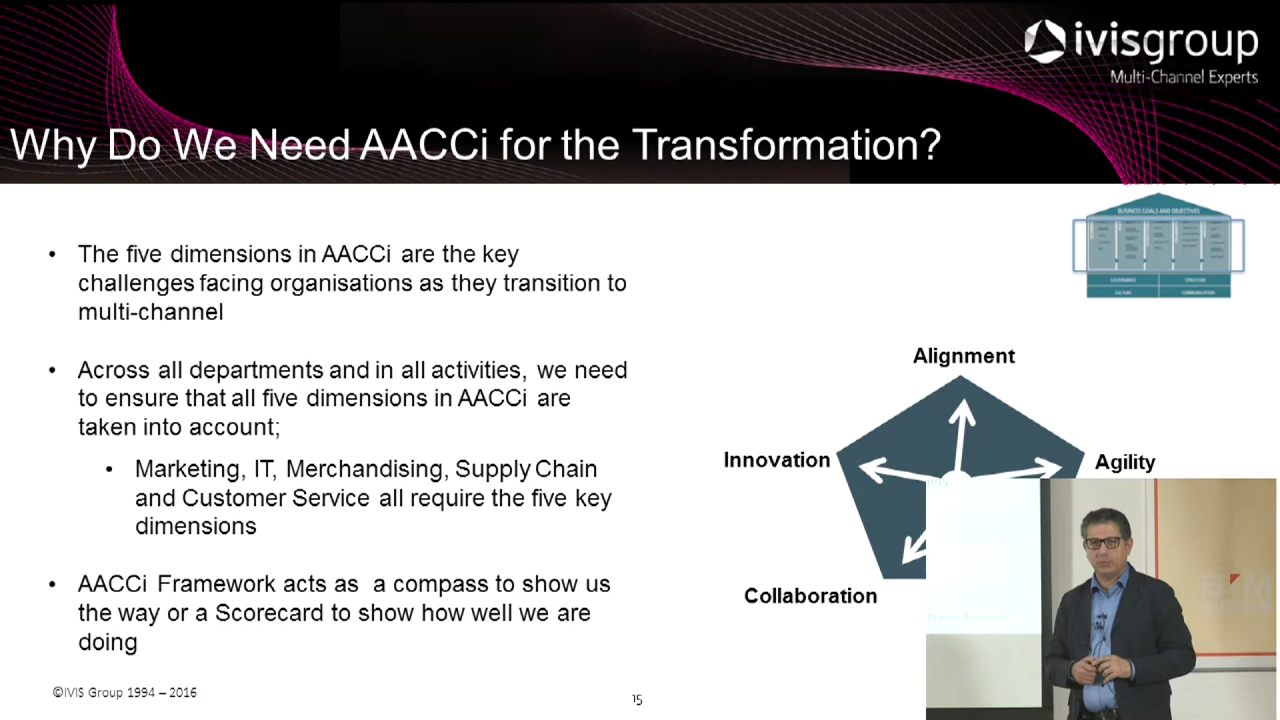 ivisgroup
Multi-Channel Experts
Why Do We Need AACCi for the Transformation?
BUSINESS GOALS AND OBJECTIVES
GOVERNANCE
STRUCTURE
CULTURE
COMMUNICATION
• The five dimensions in AACCi are the key
challenges facing organisations as they transition to
multi-channel
• Across all departments and in all activities, we need
to ensure that all five dimensions in AACCi are
taken into account;
• Marketing, IT, Merchandising, Supply Chain
and Customer Service all require the five key
dimensions
• AACCi Framework acts as a compass to show us
the way or a Scorecard to show how well we are
doing
Alignment
Innovation
Agility
Collaboration
©IVIS Group 1994 – 2016
15